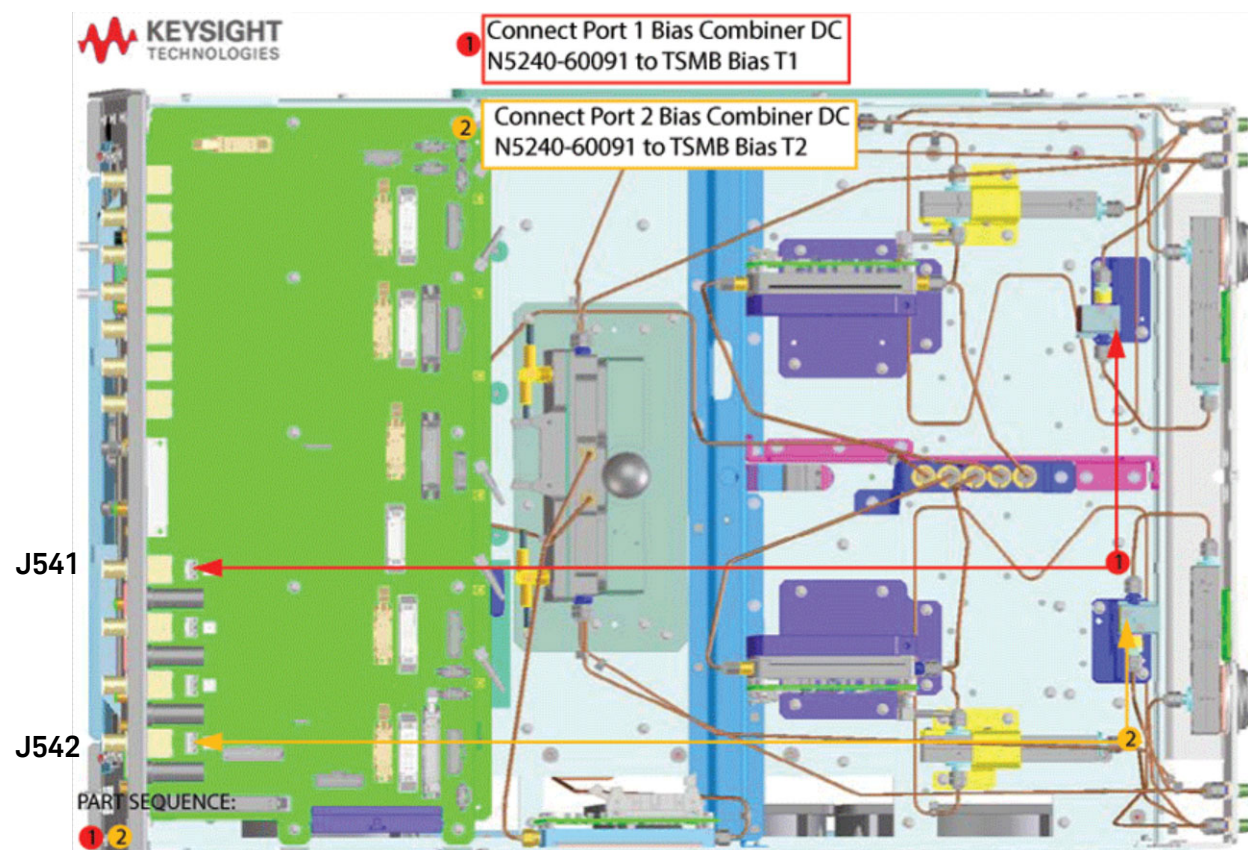 KEYSIGHT
TECHNOLOGIES
1
Connect Port 1 Bias Combiner DC
N5240-60091 to TSMB Bias T1
2
Connect Port 2 Bias Combiner DC
N5240-60091 to TSMB Bias T2
J541
1
J542
2
PART SEQUENCE:
1 2